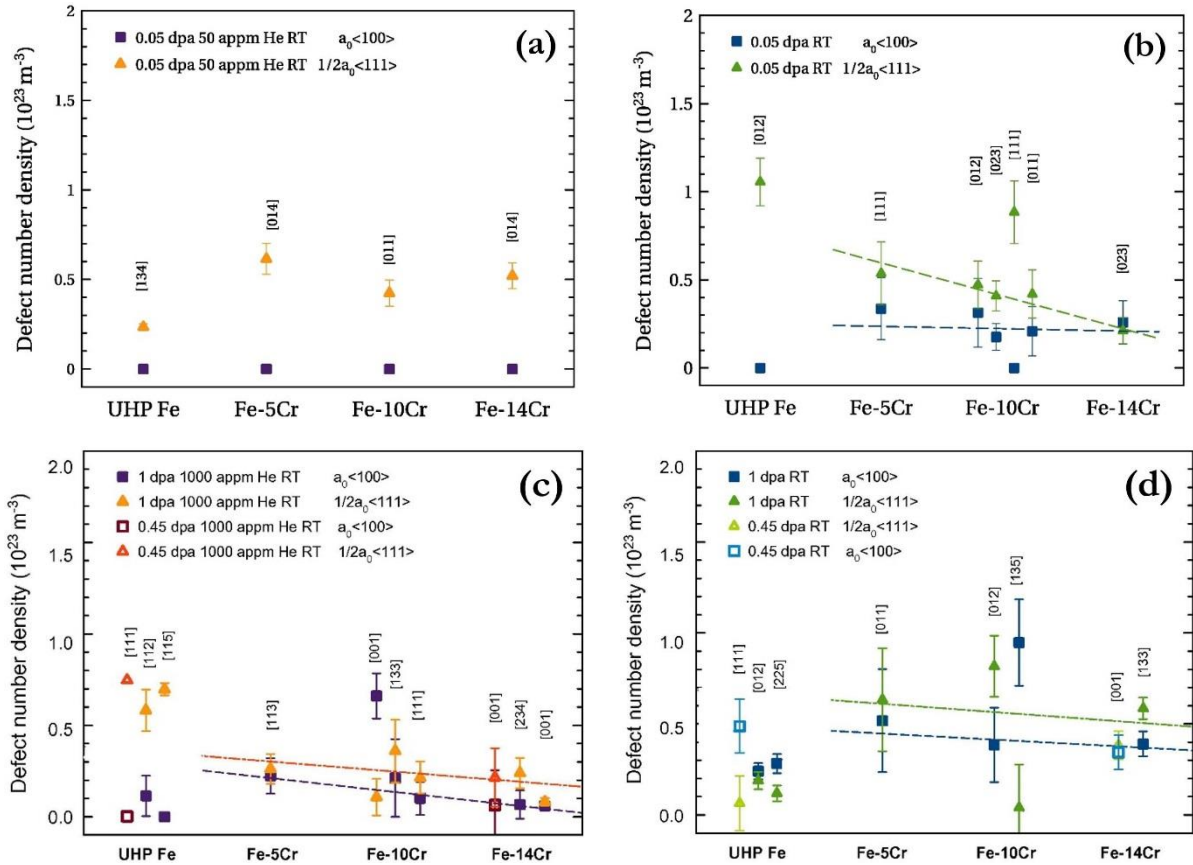 (a)
0.05 dpa 50 appm He RT a₀<100>
0.05 dpa 50 appm He RT 1/2a₀<111>
Defect number density (10²³ m⁻³)
2
1.5
1
0.5
0
[134]
[014]
[011]
[014]
UHP Fe Fe-5Cr Fe-10Cr Fe-14Cr
(b)
0.05 dpa RT a₀<100>
0.05 dpa RT 1/2a₀<111>
Defect number density (10²³ m⁻³)
2
1.5
1
0.5
0
[012]
[111]
[012]
[023]
[111]
[011]
[023]
UHP Fe Fe-5Cr Fe-10Cr Fe-14Cr
(c)
1 dpa 1000 appm He RT a₀<100>
1 dpa 1000 appm He RT 1/2a₀<111>
0.45 dpa 1000 appm He RT a₀<100>
0.45 dpa 1000 appm He RT 1/2a₀<111>
Defect number density (10²³ m⁻³)
2.0
1.5
1.0
0.5
0.0
[111]
[112]
[115]
[113]
[001]
[133]
[111]
[001]
[234]
[001]
UHP Fe Fe-5Cr Fe-10Cr Fe-14Cr
(d)
1 dpa RT a₀<100>
1 dpa RT 1/2a₀<111>
0.45 dpa RT 1/2a₀<111>
0.45 dpa RT a₀<100>
Defect number density (10²³ m⁻³)
2.0
1.5
1.0
0.5
0.0
[111]
[012]
[225]
[011]
[012]
[135]
[001]
[133]
UHP Fe Fe-5Cr Fe-10Cr Fe-14Cr